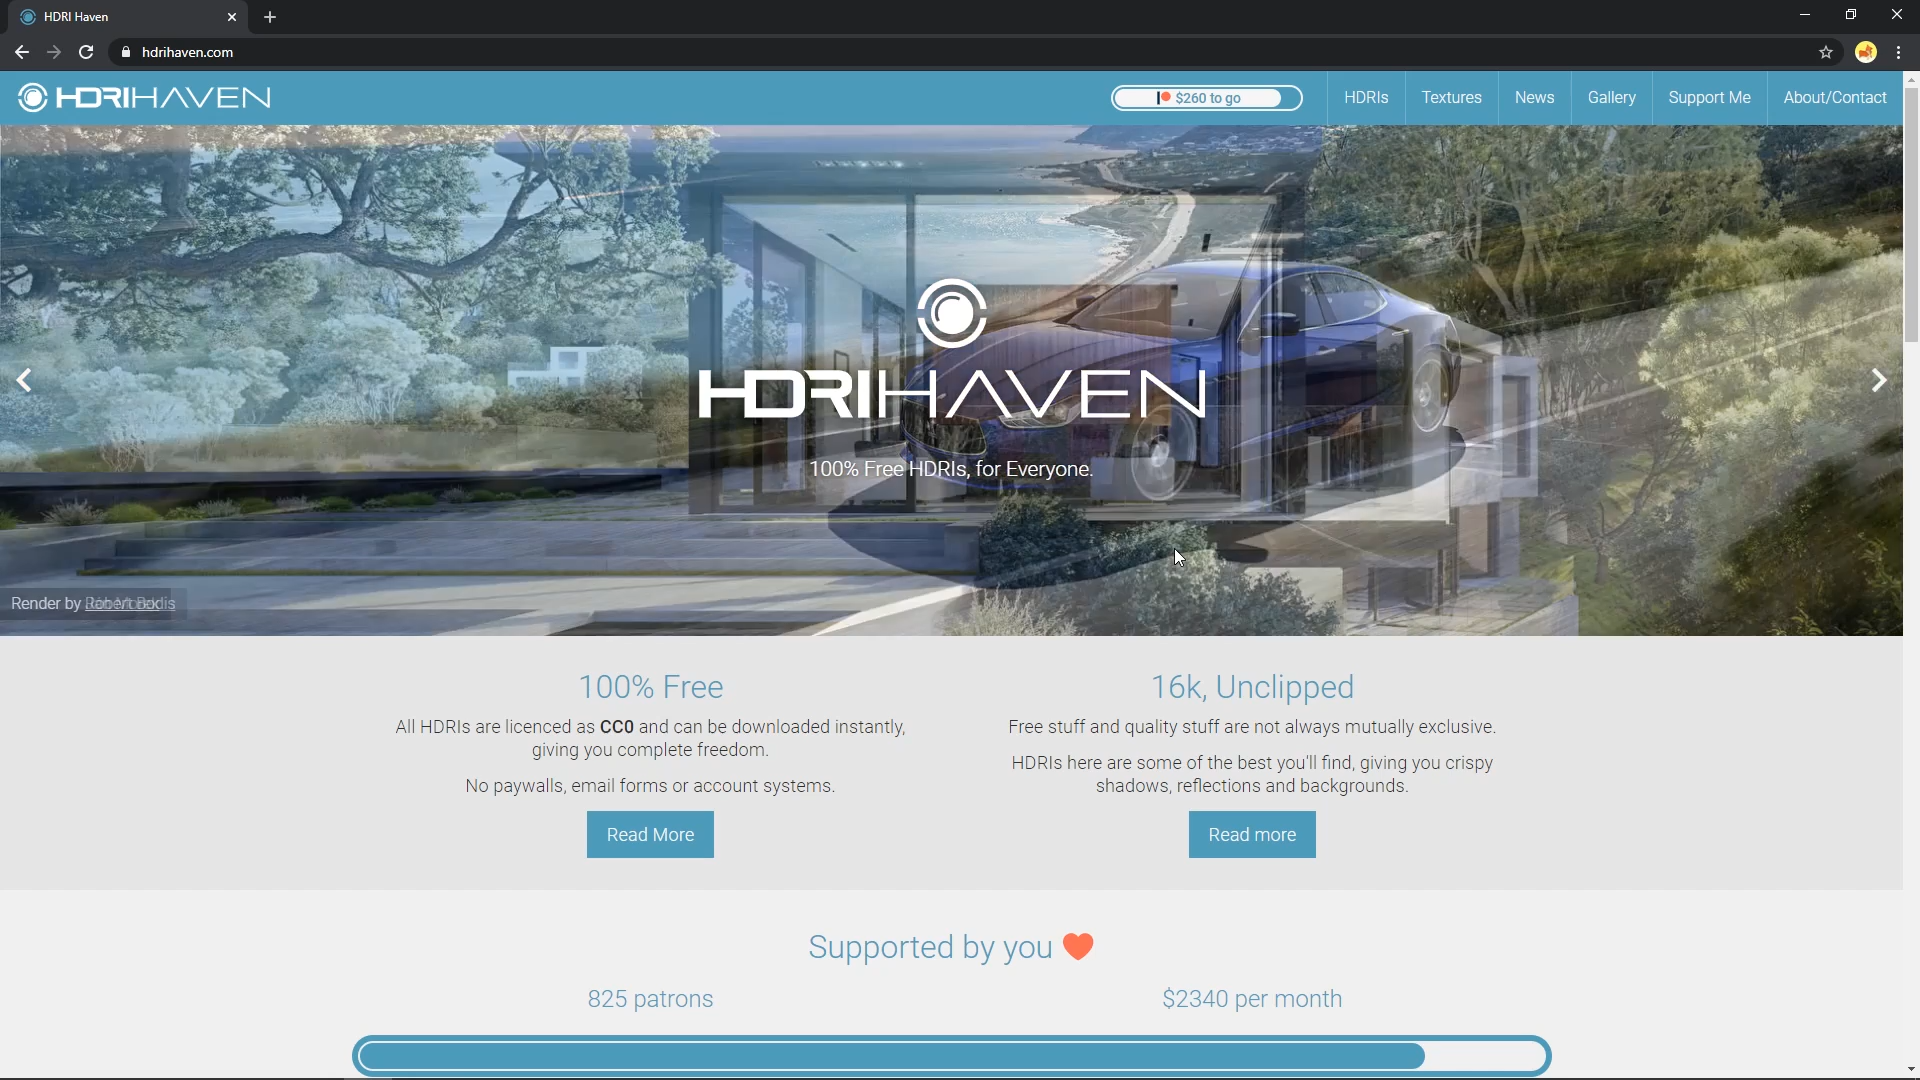 HDRI Haven
hdrihaven.com
HDRIHAVEN
$260 to go
HDRIs
Textures
News
Gallery
Support Me
About/Contact
HDRIHAVEN
100% Free HDRIs, for Everyone.
Render by
100% Free
All HDRIs are licenced as CC0 and can be downloaded instantly,
giving you complete freedom.
No paywalls, email forms or account systems.
Read More
16k, Unclipped
Free stuff and quality stuff are not always mutually exclusive.
HDRIs here are some of the best you'll find, giving you crispy
shadows, reflections and backgrounds.
Read more
Supported by you
825 patrons
$2340 per month